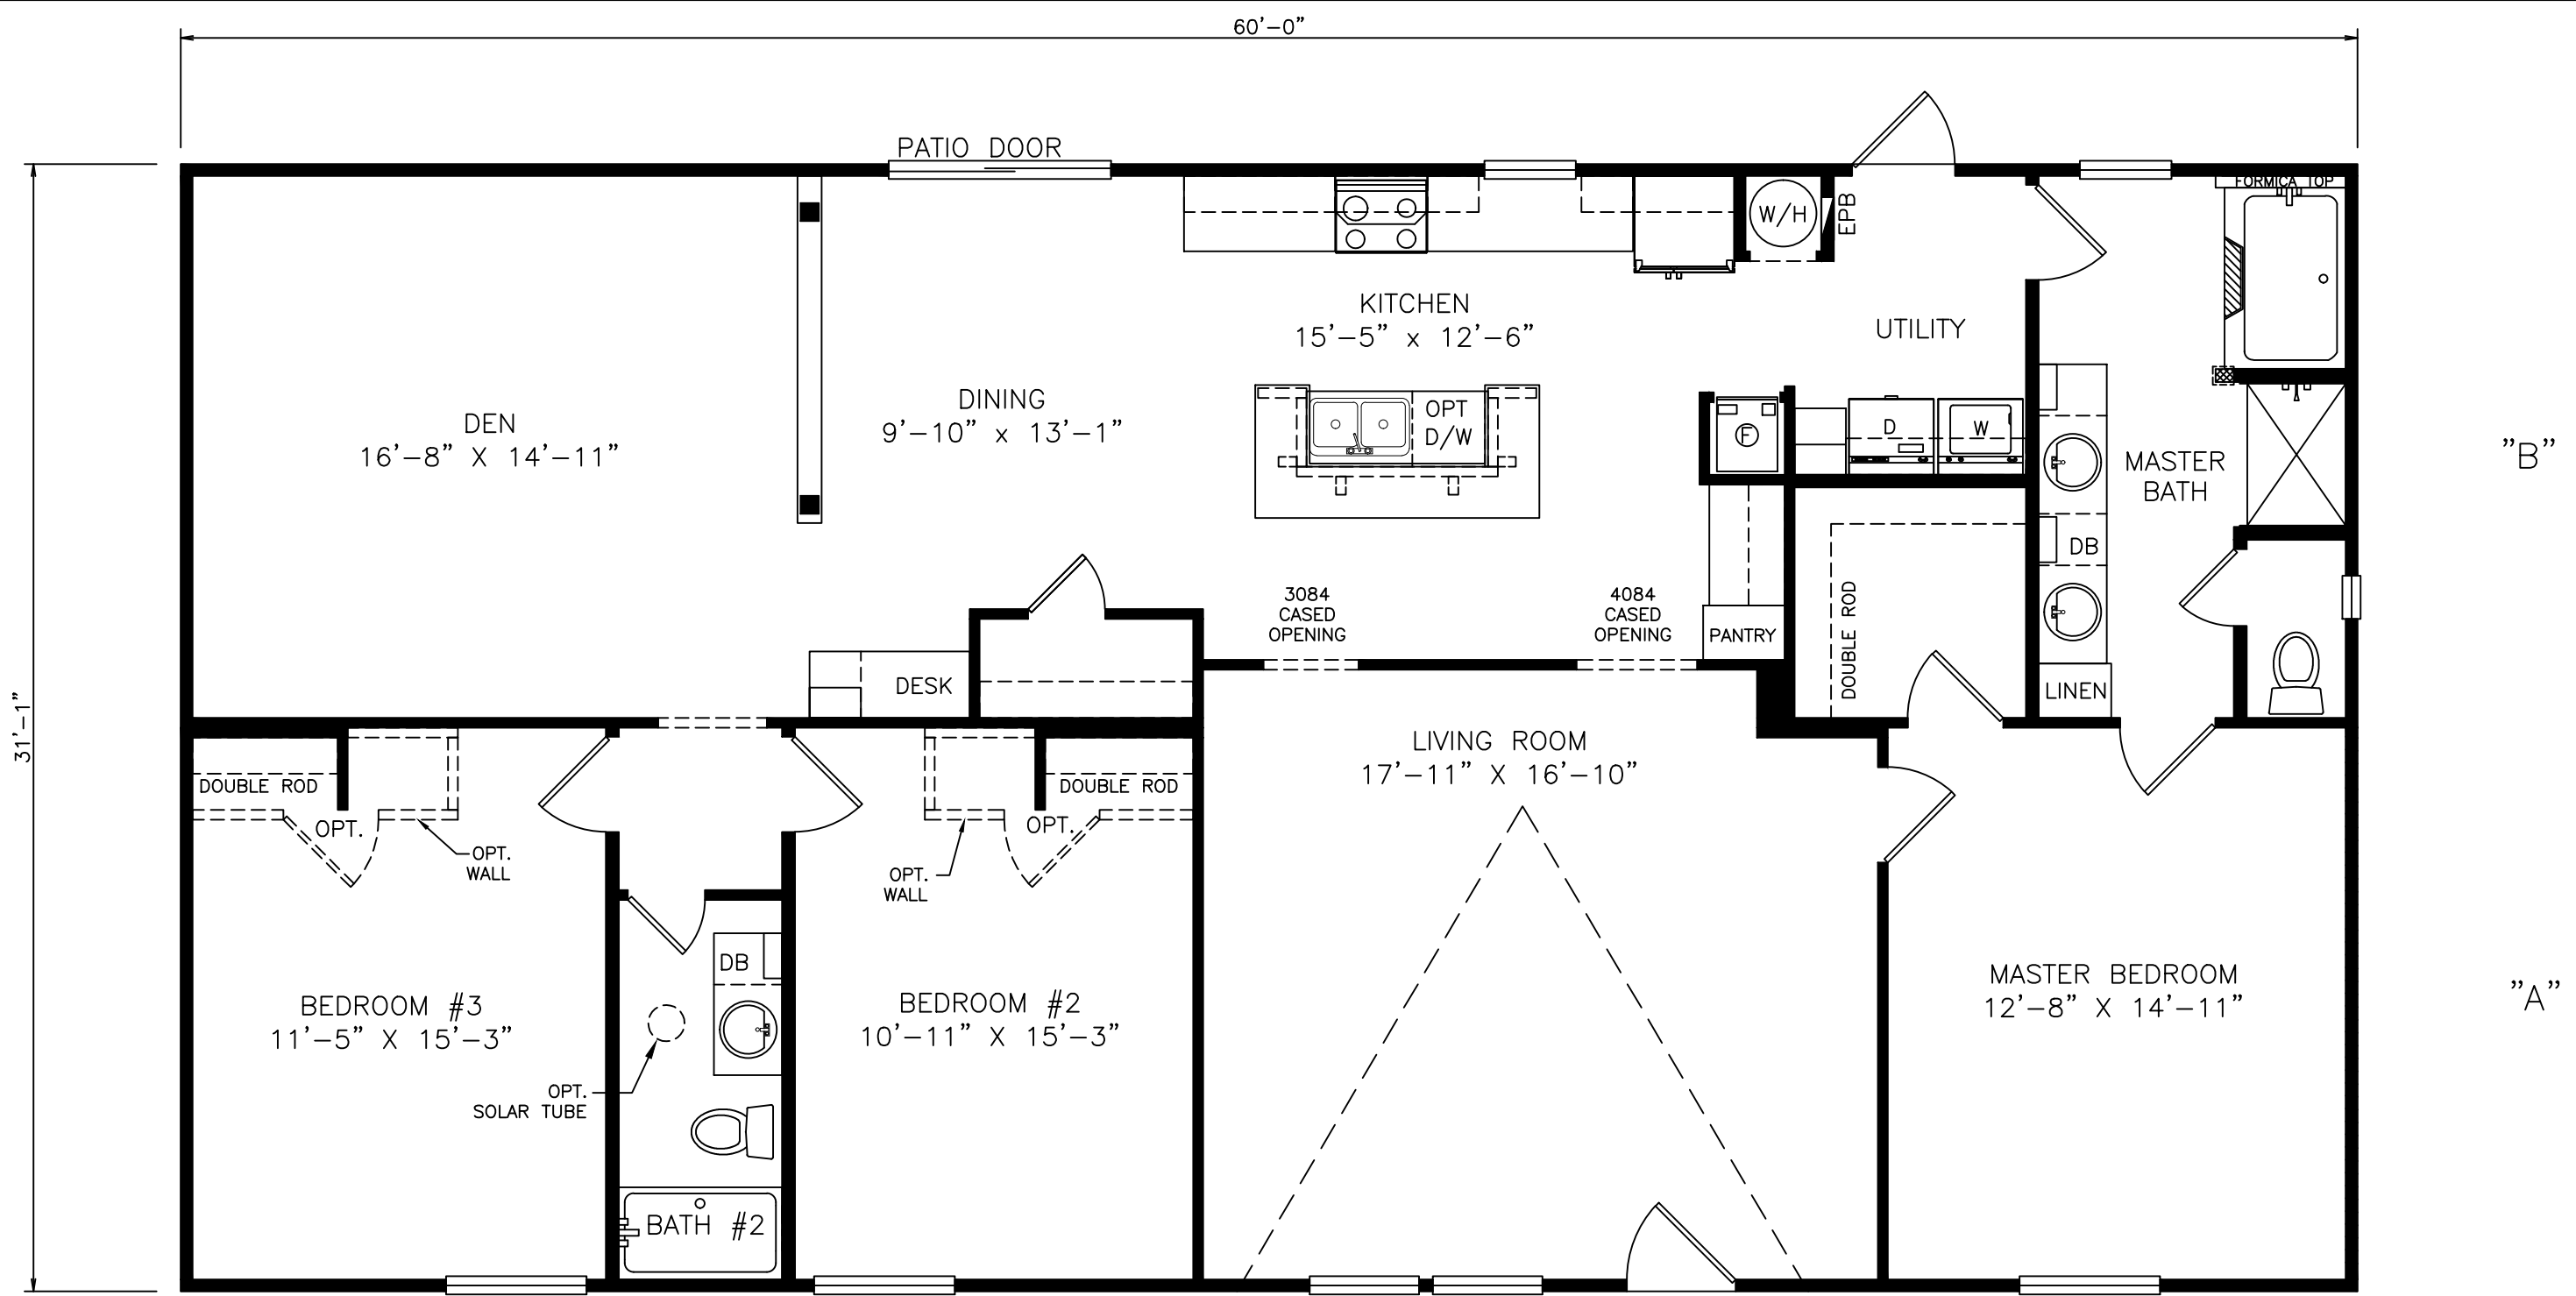 60'-0"
PATIO DOOR
31'-1"
FORMICA TOP
W/H
EPB
KITCHEN
15'-5" x 12'-6"
UTILITY
DEN
16'-8" X 14'-11"
DINING
9'-10" x 13'-1"
OPT
D/W
F
D
W
MASTER
BATH
"B"
DB
3084
CASED
OPENING
4084
CASED
OPENING
PANTRY
DOUBLE ROD
LINEN
DESK
LIVING ROOM
17'-11" X 16'-10"
DOUBLE ROD
OPT.
OPT.
WALL
DOUBLE ROD
OPT.
OPT.
WALL
DB
BEDROOM #3
11'-5" X 15'-3"
BEDROOM #2
10'-11" X 15'-3"
MASTER BEDROOM
12'-8" X 14'-11"
"A"
OPT.
SOLAR TUBE
BATH #2